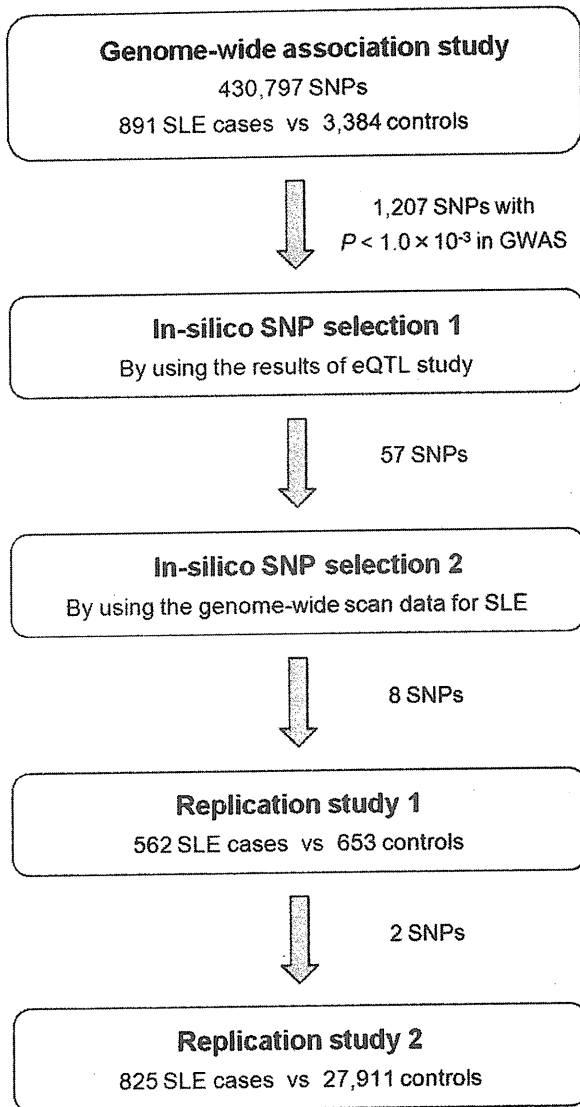 Genome-wide association study
430,797 SNPs
891 SLE cases vs 3,384 controls
1,207 SNPs with
P < 1.0 × 10⁻³ in GWAS
In-silico SNP selection 1
By using the results of eQTL study
57 SNPs
In-silico SNP selection 2
By using the genome-wide scan data for SLE
8 SNPs
Replication study 1
562 SLE cases vs 653 controls
2 SNPs
Replication study 2
825 SLE cases vs 27,911 controls